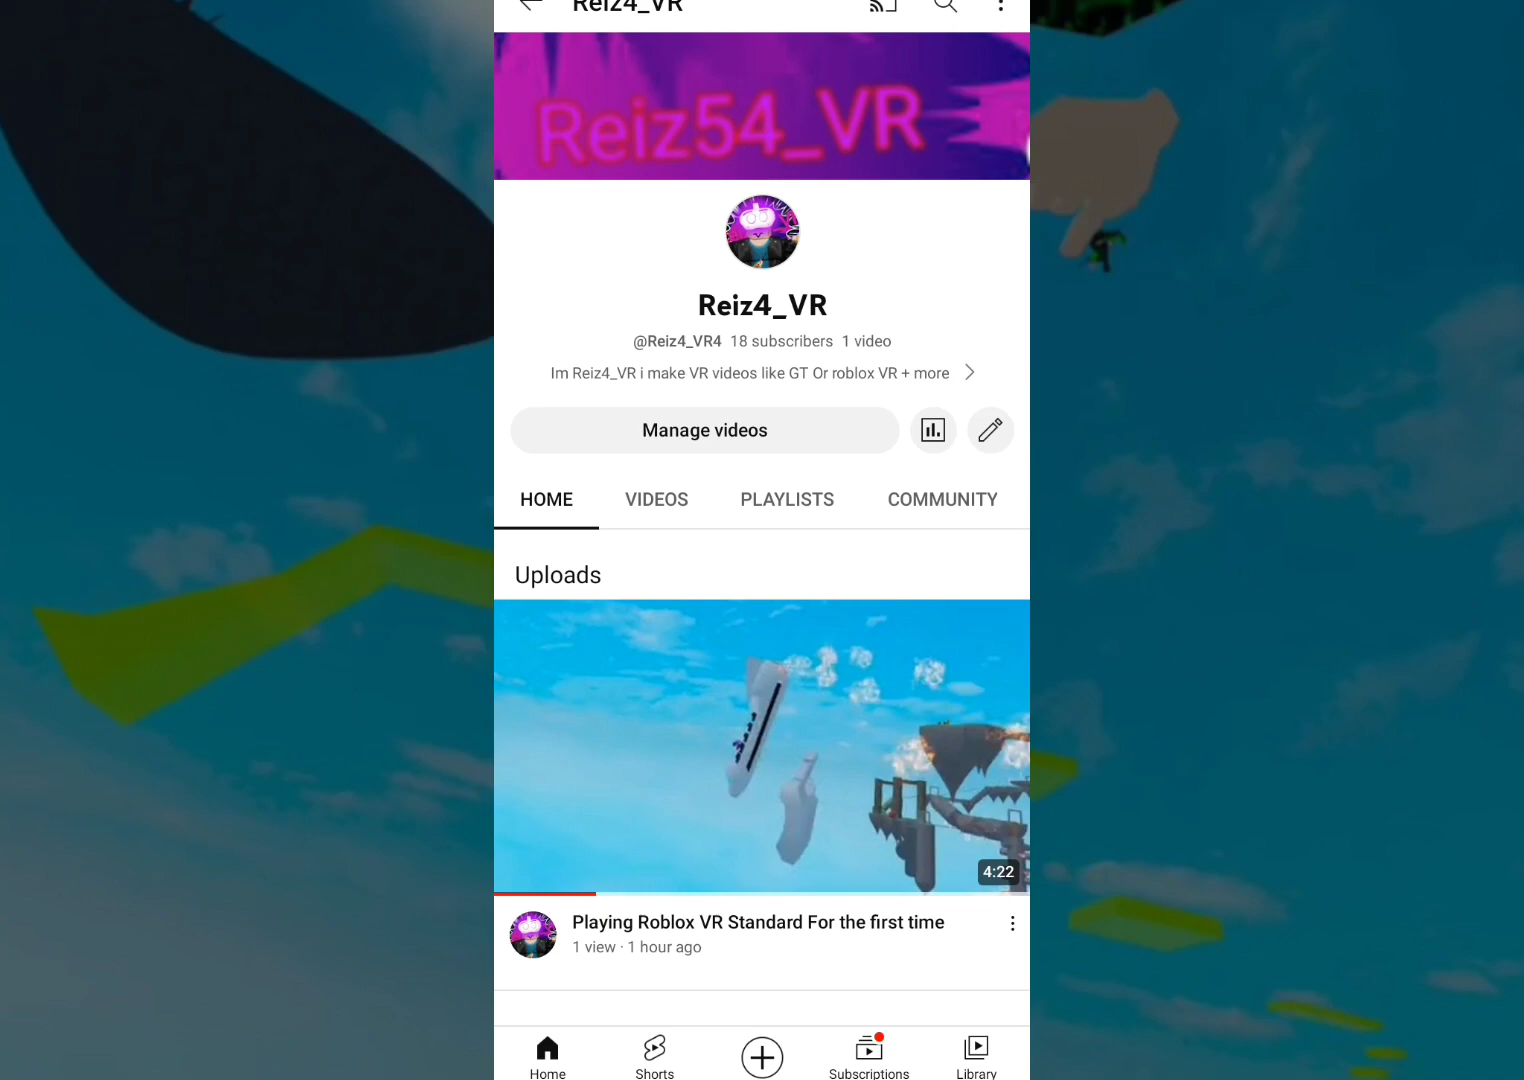 Reiz4_VR
Reiz54_VR
Reiz4_VR
@Reiz4_VR4 18 subscribers 1 video
Im Reiz4_VR i make VR videos like GT Or roblox VR + more
Manage videos
HOME VIDEOS PLAYLISTS COMMUNITY
Uploads
4:22
Playing Roblox VR Standard For the first time
1 view · 1 hour ago
Home Shorts Subscriptions Library